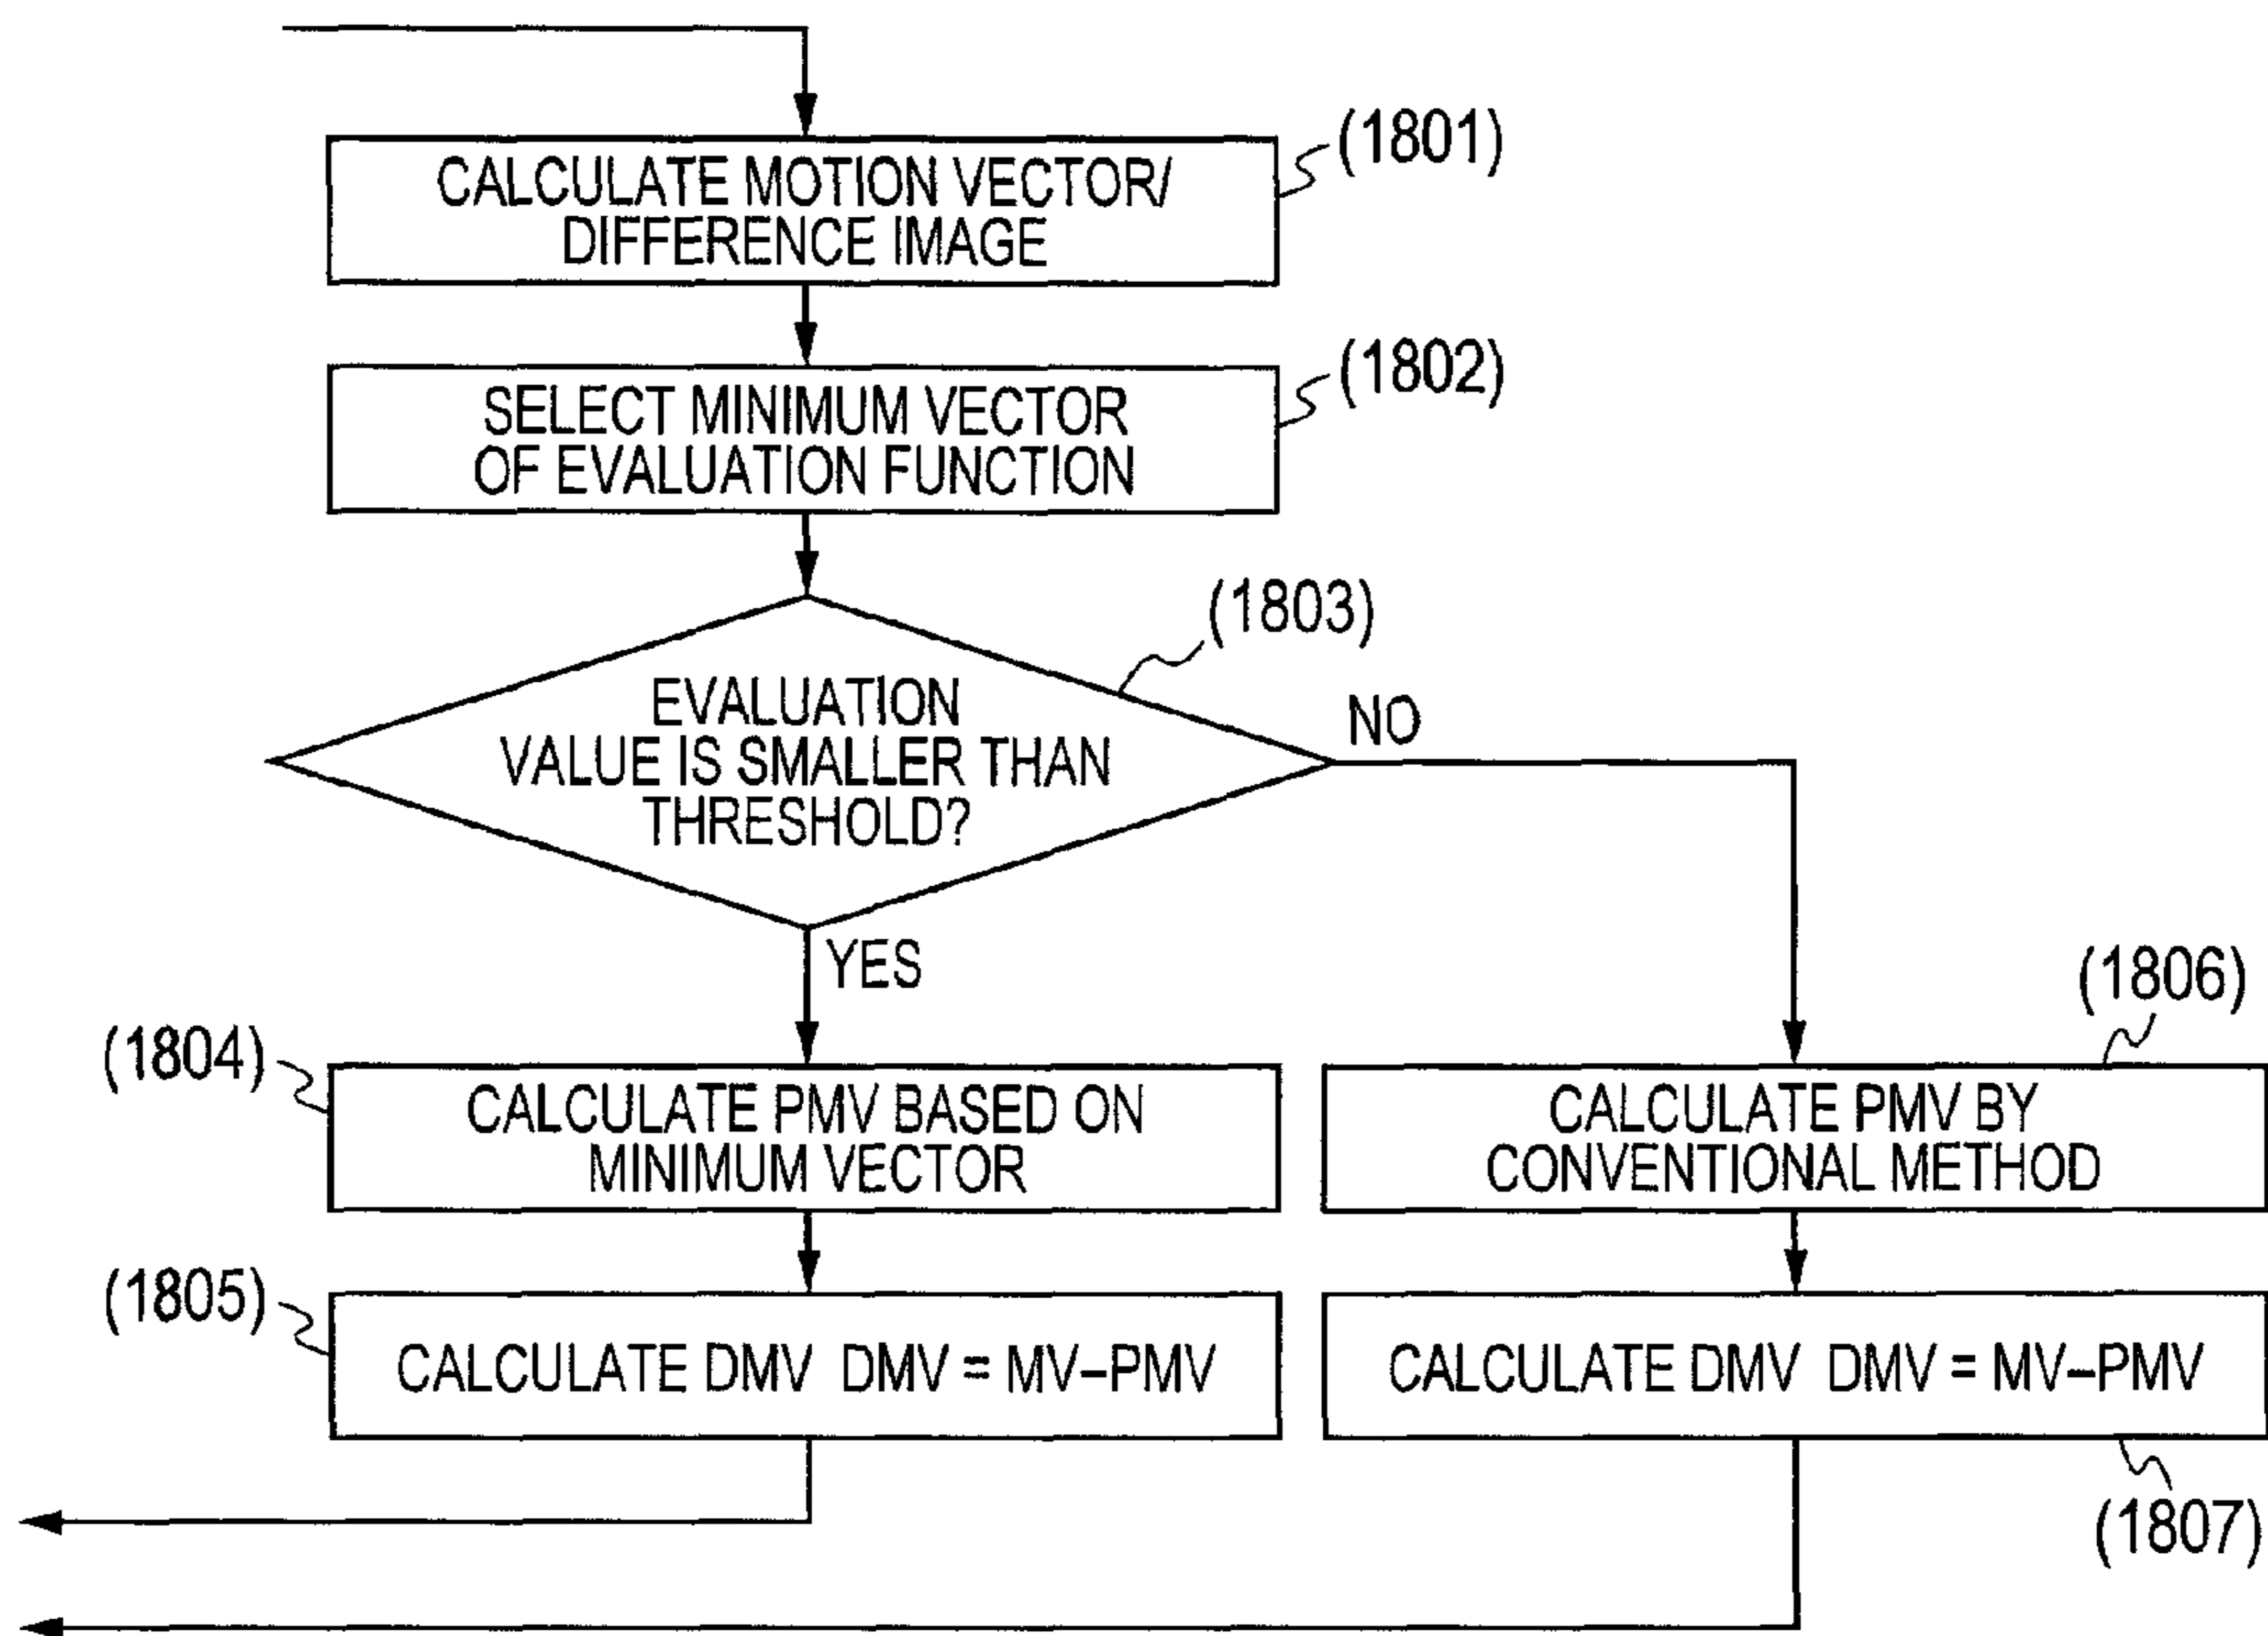 (1801)
CALCULATE MOTION VECTOR/
DIFFERENCE IMAGE
(1802)
SELECT MINIMUM VECTOR
OF EVALUATION FUNCTION
(1803)
EVALUATION
VALUE IS SMALLER THAN
THRESHOLD?
NO
YES
(1804)
CALCULATE PMV BASED ON
MINIMUM VECTOR
(1806)
CALCULATE PMV BY
CONVENTIONAL METHOD
(1805)
CALCULATE DMV DMV = MV–PMV
CALCULATE DMV DMV = MV–PMV
(1807)